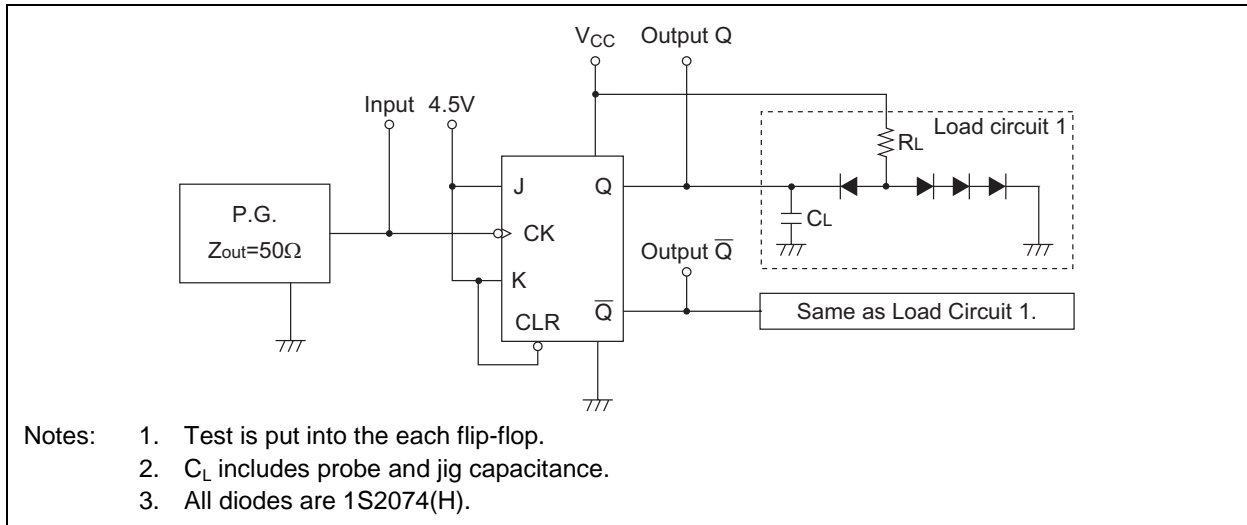 VCC Output Q
Input 4.5V
Load circuit 1
RL
P.G.
Zout=50Ω
J Q
CK
CL
Output Q̅
K
Q̅
CLR
Same as Load Circuit 1.
Notes: 1. Test is put into the each flip-flop.
2. CL includes probe and jig capacitance.
3. All diodes are 1S2074(H).